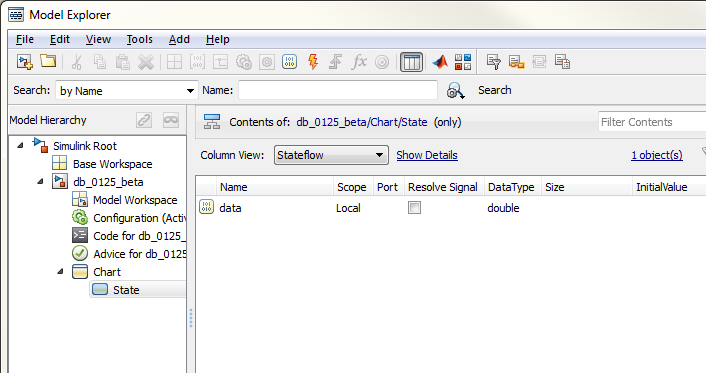 Model Explorer
File Edit View Tools Add Help
Search: by Name Name: Search
Model Hierarchy
Contents of: db_0125_beta/Chart/State (only) Filter Contents
Column View: Stateflow Show Details 1 object(s)
Simulink Root
Base Workspace
db_0125_beta
Model Workspace
Configuration (Activ
Code for db_0125_
Advice for db_0125
Chart
State
Name Scope Port Resolve Signal DataType Size InitialValue
data Local double